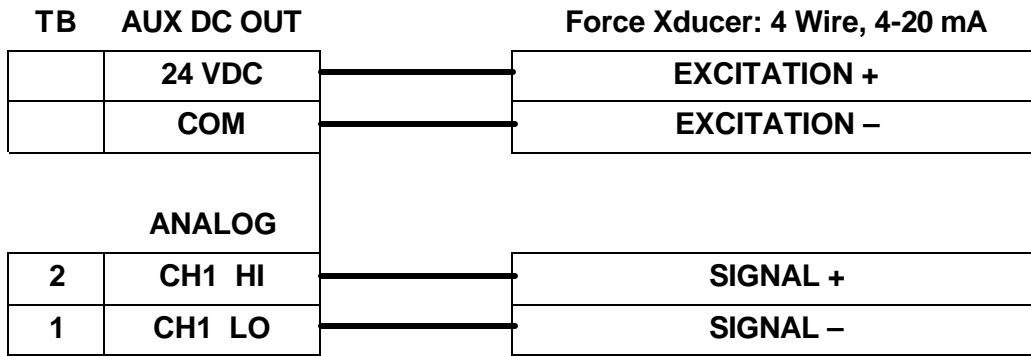 TB AUX DC OUT Force Xducer: 4 Wire, 4-20 mA
24 VDC EXCITATION +
COM EXCITATION –
ANALOG
2 CH1 HI SIGNAL +
1 CH1 LO SIGNAL –